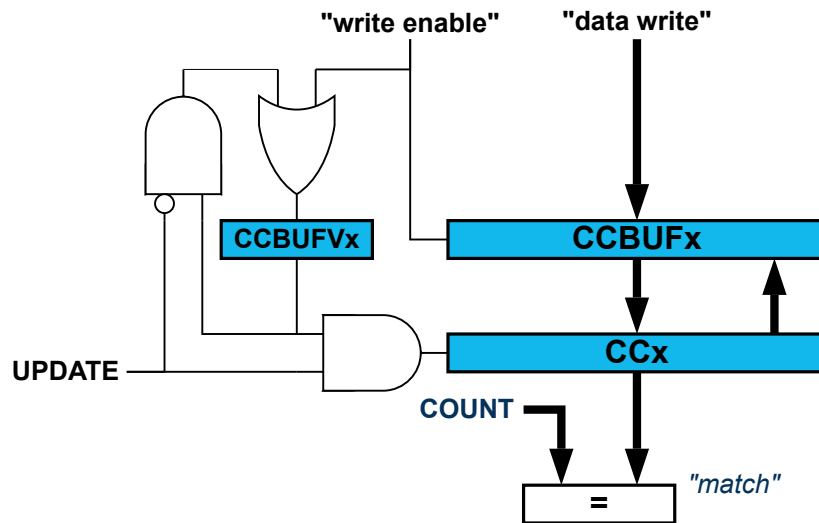 "write enable"
"data write"
CCBUFVx
CCBUFx
CCx
UPDATE
COUNT
"match"
=